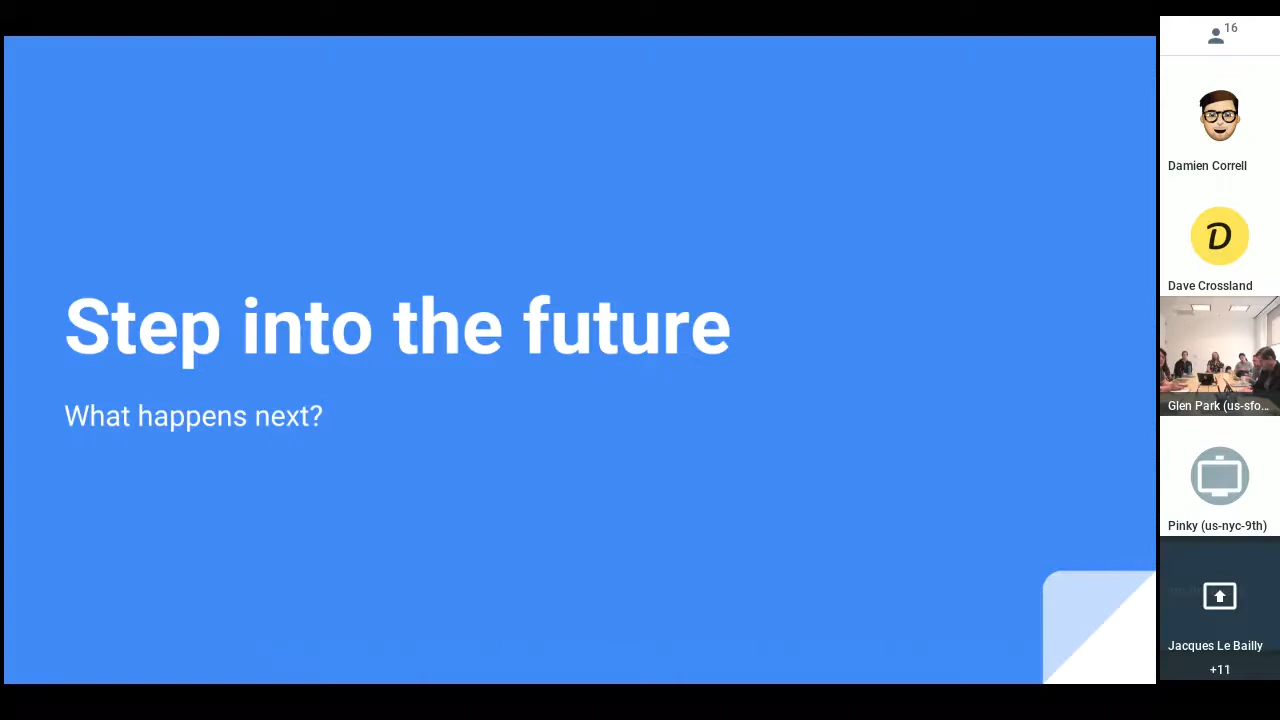 Step into the future
What happens next?
16
Damien Correll
D
Dave Crossland
Glen Park (us-sfo...
Pinky (us-nyc-9th)
Jacques Le Bailly
+11